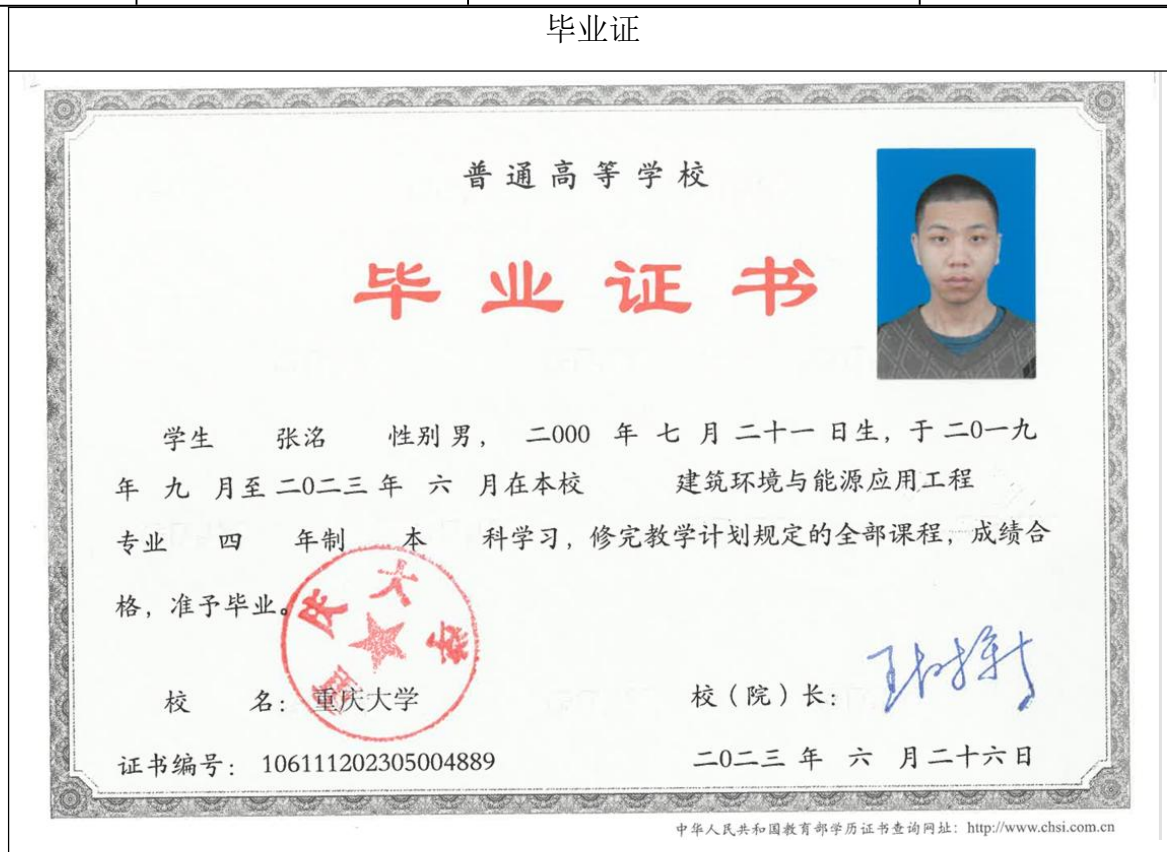 毕业证
普通高等学校
毕业证书
学生 张洺 性别 男， 二000 年 七 月 二十一 日生，于 二0一九
年 九 月至 二0二三 年 六 月在本校 建筑环境与能源应用工程
专业 四 年制 本 科学习，修完教学计划规定的全部课程，成绩合
格，准予毕业。
重庆大学
校 名：重庆大学 校（院）长：
证书编号：106111202305004889 二0二三 年 六 月二十六日
中华人民共和国教育部学历证书查询网址：http://www.chsi.com.cn